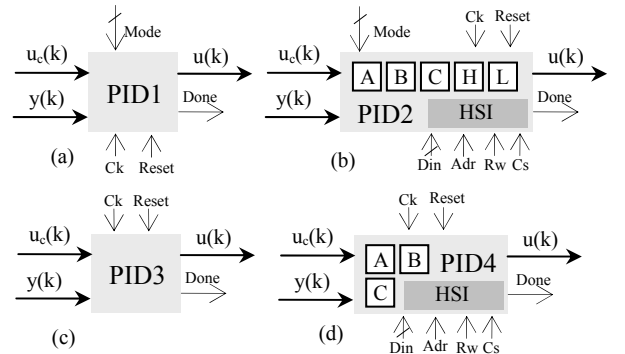 Mode
u_c(k)
y(k)
PID1
u(k)
Done
Ck Reset
(a)
Mode
Ck Reset
u_c(k)
y(k)
A B C H L
PID2 HSI
u(k)
Done
Din Adr Rw Cs
(b)
Ck Reset
u_c(k)
y(k)
PID3
u(k)
Done
(c)
Ck Reset
u_c(k)
y(k)
A B PID4
C HSI
u(k)
Done
Din Adr Rw Cs
(d)